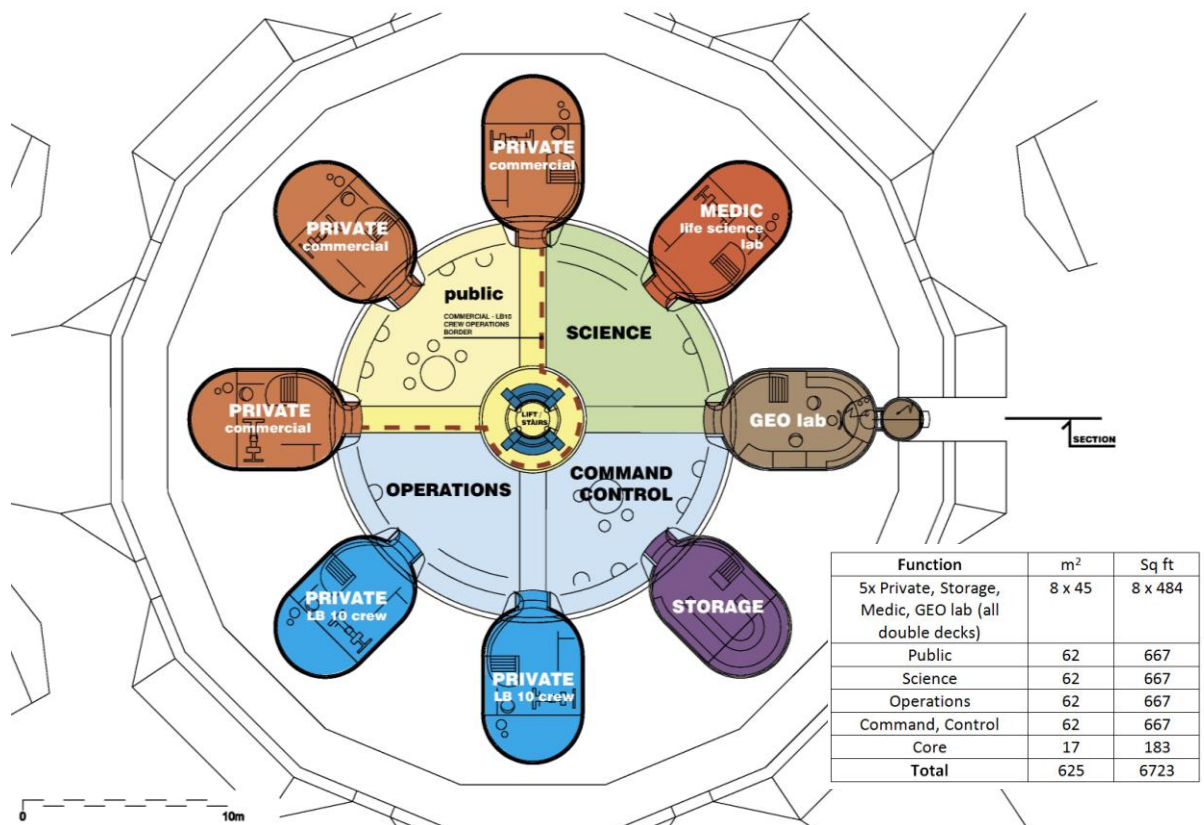 PRIVATE
commercial
MEDIC
life science
lab
PRIVATE
commercial
public
COMMERCIAL - LB10
CREW OPERATIONS
BORDER
SCIENCE
PRIVATE
commercial
LIFT /
STAIRS
GEO lab
SECTION
OPERATIONS
COMMAND
CONTROL
PRIVATE
LB 10 crew
STORAGE
PRIVATE
LB 10 crew
Function m² Sq ft
5x Private, Storage, 8 x 45 8 x 484
Medic, GEO lab (all
double decks)
Public 62 667
Science 62 667
Operations 62 667
Command, Control 62 667
Core 17 183
Total 625 6723
0 10m